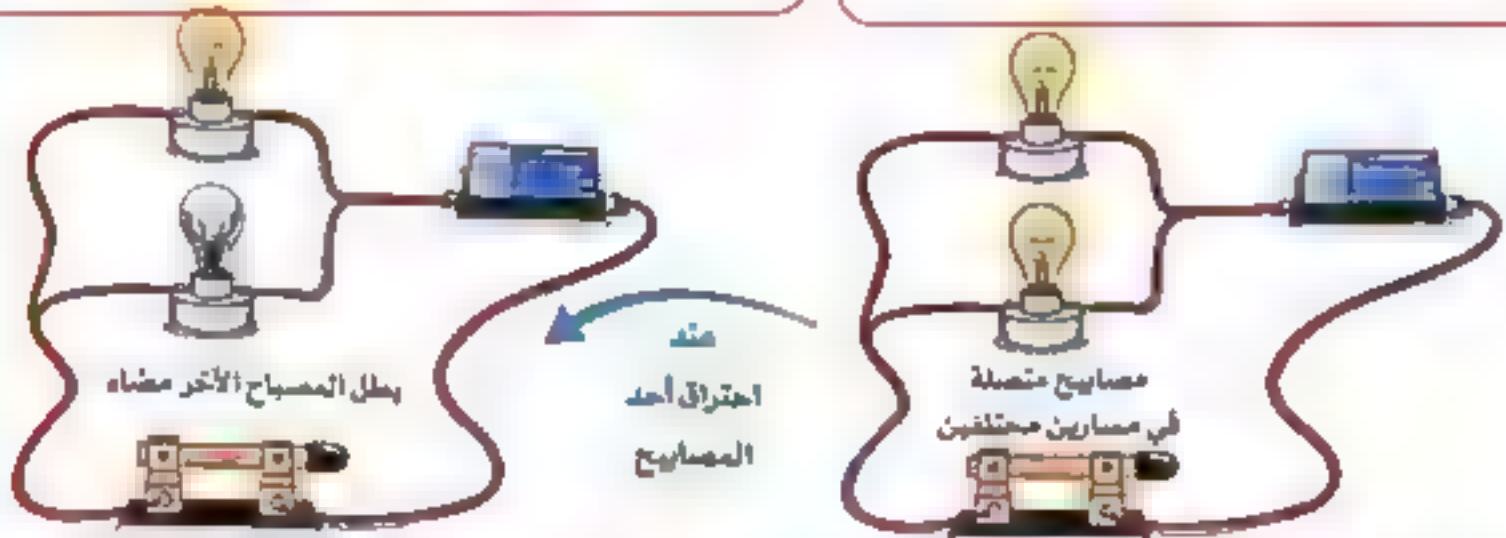 مصابيح متصلة
في مسارين مختلفين
عند
احتراق أحد
المصابيح
يظل المصباح الآخر مضاء